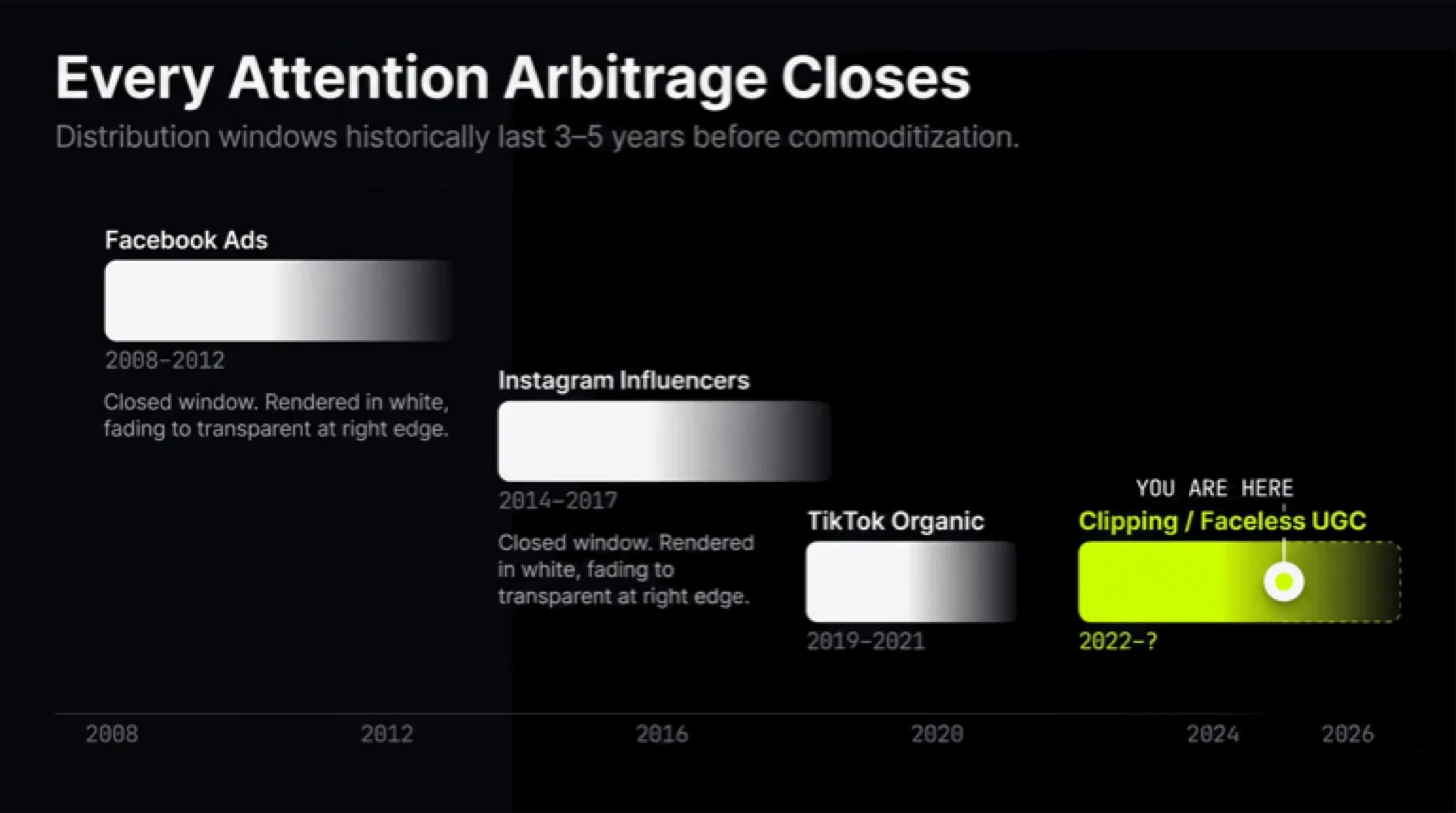 Every Attention Arbitrage Closes
Distribution windows historically last 3–5 years before commoditization.
Facebook Ads
2008–2012
Closed window. Rendered in white,
fading to transparent at right edge.
Instagram Influencers
2014–2017
Closed window. Rendered
in white, fading to
transparent at right edge.
TikTok Organic
2019–2021
YOU ARE HERE
Clipping / Faceless UGC
2022–?
2008
2012
2016
2020
2024
2026